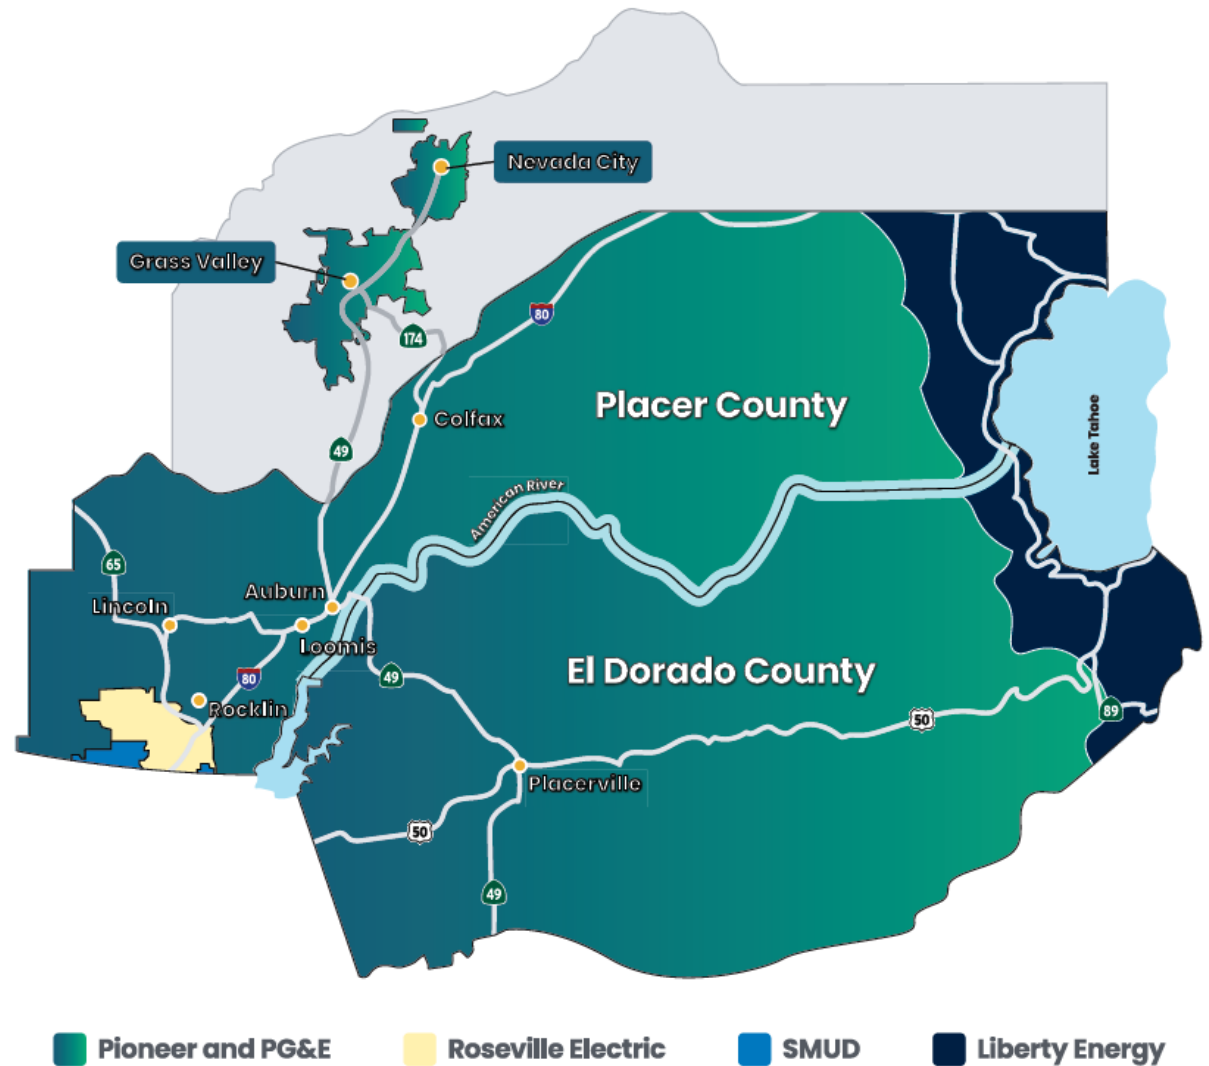 Nevada City
Grass Valley
80
174
Placer County
Colfax
Lake Tahoe
49
American River
65
Auburn
Lincoln
Loomis
El Dorado County
80
49
Rocklin
89
50
Placerville
50
49
Pioneer and PG&E
Roseville Electric
SMUD
Liberty Energy